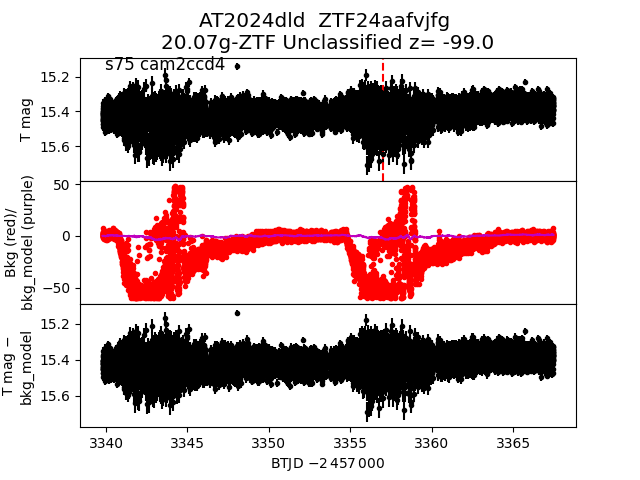 AT2024dld  ZTF24aafvjfg
20.07g-ZTF Unclassified z= -99.0
s75 cam2ccd4
15.2
15.4
15.6
T mag
50
0
−50
Bkg (red)/
bkg_model (purple)
15.2
15.4
15.6
T mag −
bkg_model
3340 3345 3350 3355 3360 3365
BTJD −2 457 000